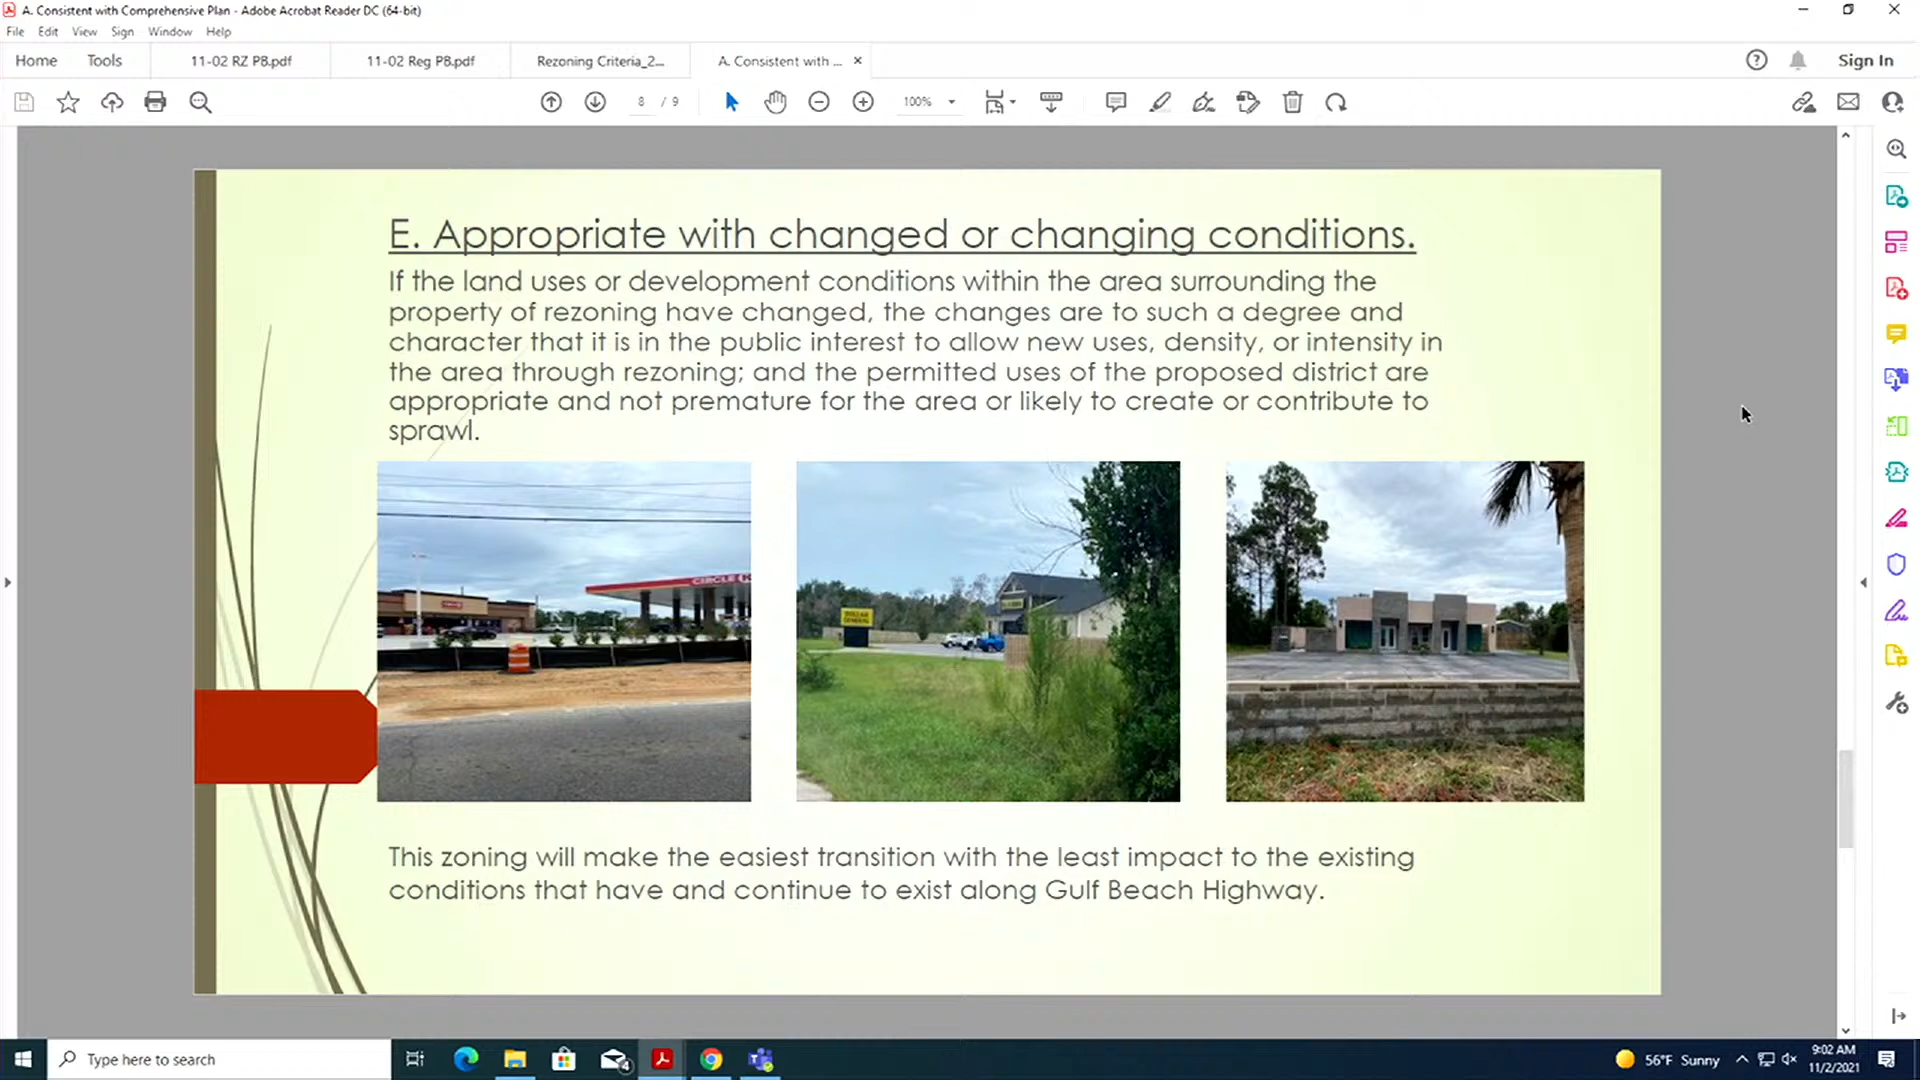 A. Consistent with Comprehensive Plan - Adobe Acrobat Reader DC (64-bit)
File Edit View Sign Window Help
Home Tools 11-02 RZ PB.pdf 11-02 Reg PB.pdf Rezoning Criteria_2... A. Consistent with ... Sign In
8 / 9 100%
E. Appropriate with changed or changing conditions.
If the land uses or development conditions within the area surrounding the
property of rezoning have changed, the changes are to such a degree and
character that it is in the public interest to allow new uses, density, or intensity in
the area through rezoning; and the permitted uses of the proposed district are
appropriate and not premature for the area or likely to create or contribute to
sprawl.
CIRCLE K
DOLLAR
GENERAL
This zoning will make the easiest transition with the least impact to the existing
conditions that have and continue to exist along Gulf Beach Highway.
Type here to search
4
56°F Sunny
9:02 AM
11/2/2021